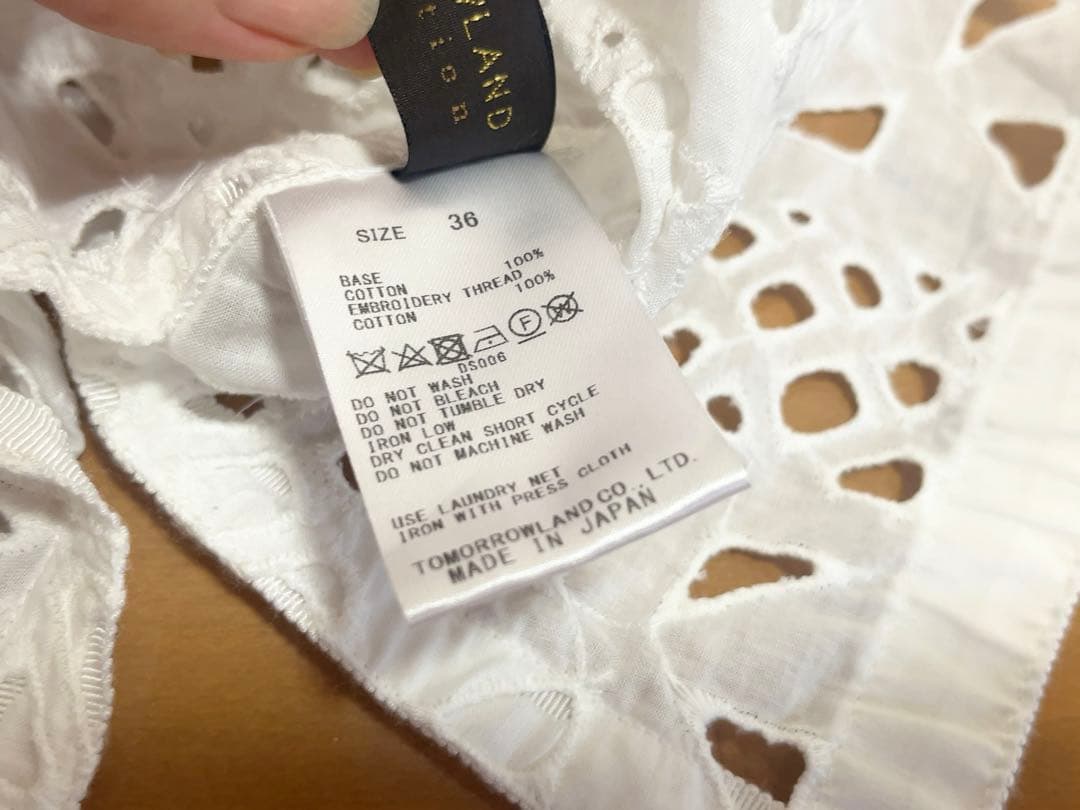 WLAND
tion
SIZE 36
BASE
COTTON 100%
EMBROIDERY THREAD
COTTON 100%
F
W
DS006
DO NOT WASH
DO NOT BLEACH
DO NOT TUMBLE DRY
IRON LOW
DRY CLEAN SHORT CYCLE
DO NOT MACHINE WASH
USE LAUNDRY NET
IRON WITH PRESS CLOTH
TOMORROWLAND CO., LTD.
MADE IN JAPAN